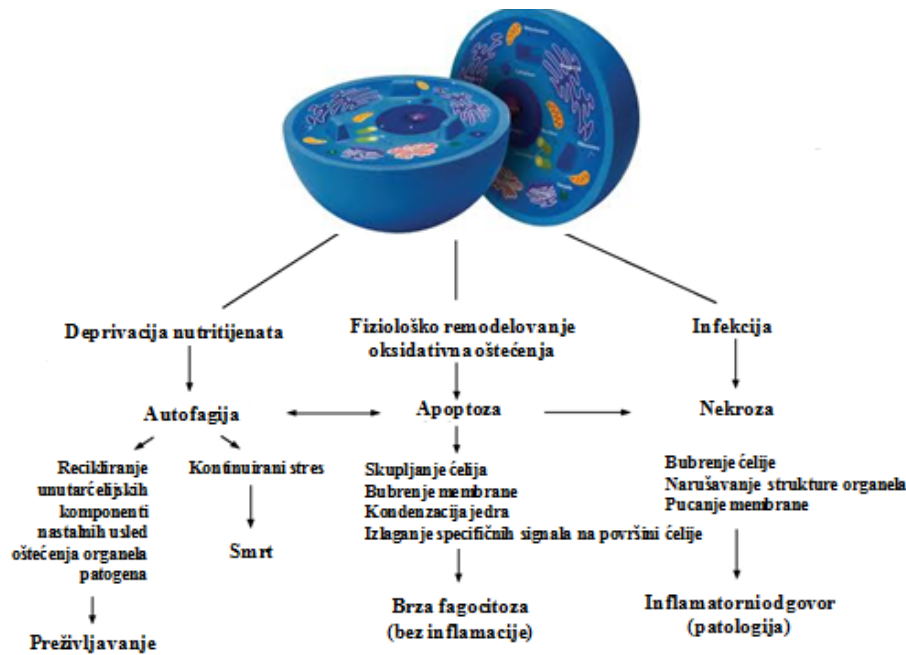 Deprivacija nutritijenata
Fiziološko remodelovanje
oksidativna oštećenja
Infekcija
Autofagija
Apoptoza
Nekroza
Recikliranje
unutarćelijskih
komponenti
nastalnih usled
oštećenja organela
patogena
Kontinuirani stres
Skupljanje ćelija
Bubrenje membrane
Kondenzacija jedra
Izlaganje specifičnih signala na površini ćelije
Bubrenje ćelije
Narušavanje strukture organela
Pucanje membrane
Smrt
Preživljavanje
Brza fagocitoza
(bez inflamacije)
Inflamatorni odgovor
(patologija)